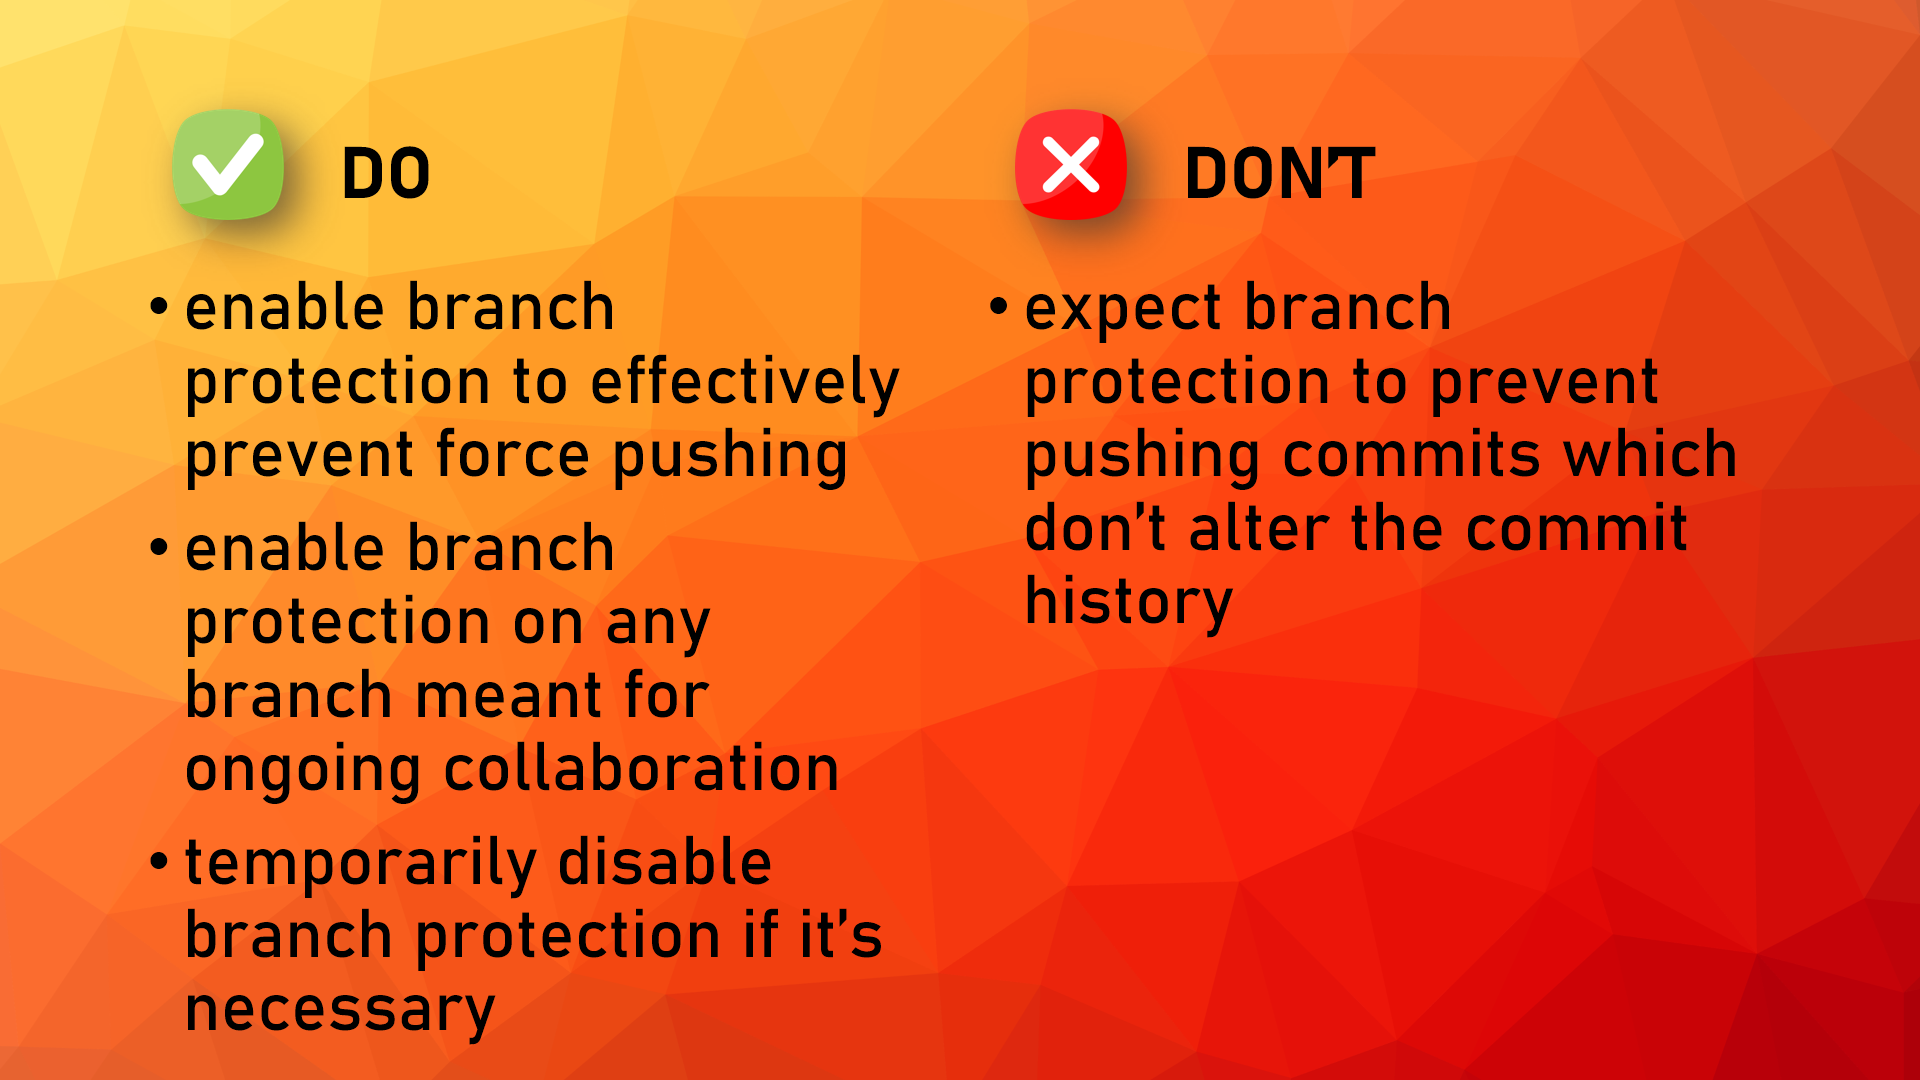 DO
• enable branch
protection to effectively
prevent force pushing
• enable branch
protection on any
branch meant for
ongoing collaboration
• temporarily disable
branch protection if it’s
necessary
DON’T
• expect branch
protection to prevent
pushing commits which
don’t alter the commit
history